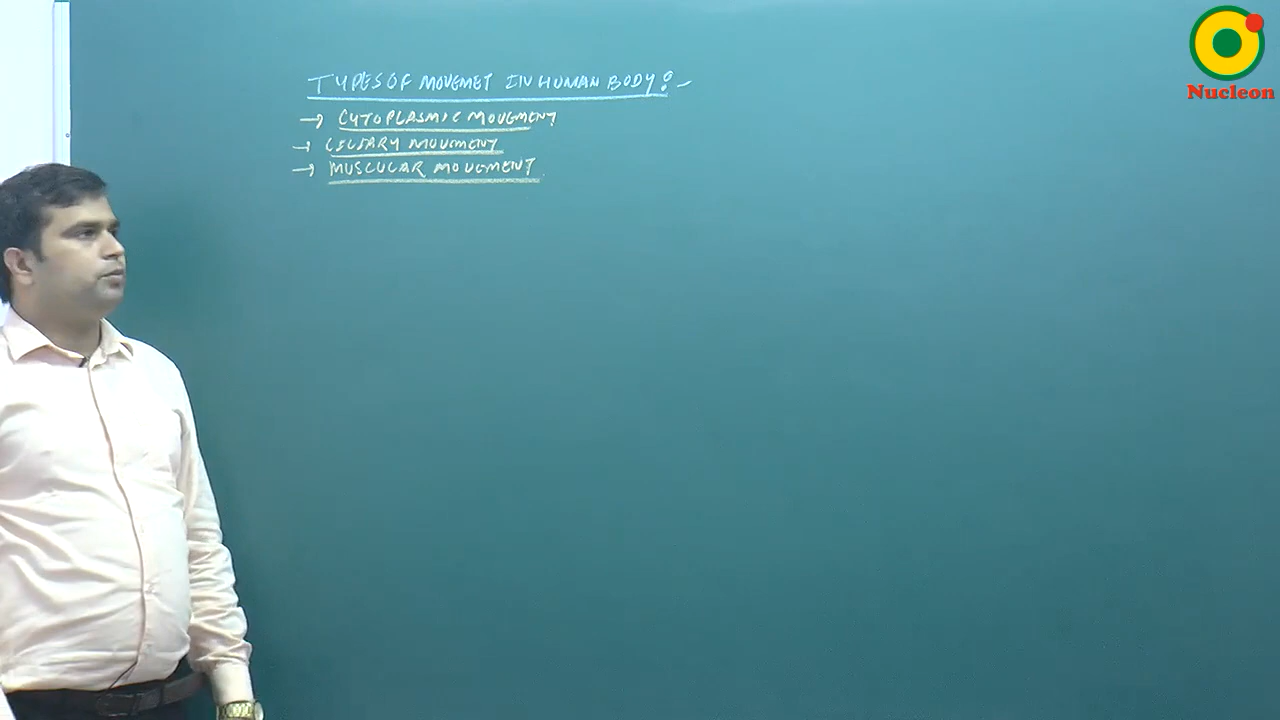 TYPES OF MOVEMET IN HUMAN BODY :-
→ CYTOPLASMIC MOVEMENT
→ CILIARY MOVEMENT
→ MUSCULAR MOVEMENT
Nucleon